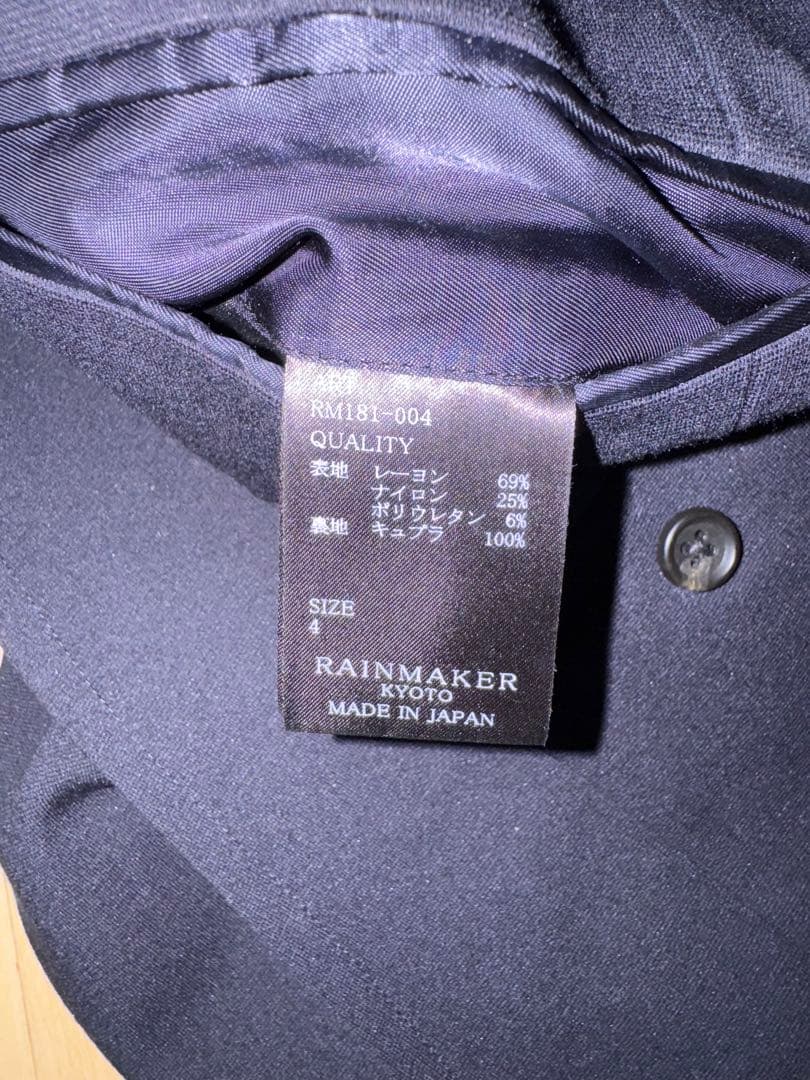 ART
RM181-004
QUALITY
表地 レーヨン 69%
ナイロン 25%
ポリウレタン 6%
裏地 キュプラ 100%
SIZE
4
RAINMAKER
KYOTO
MADE IN JAPAN